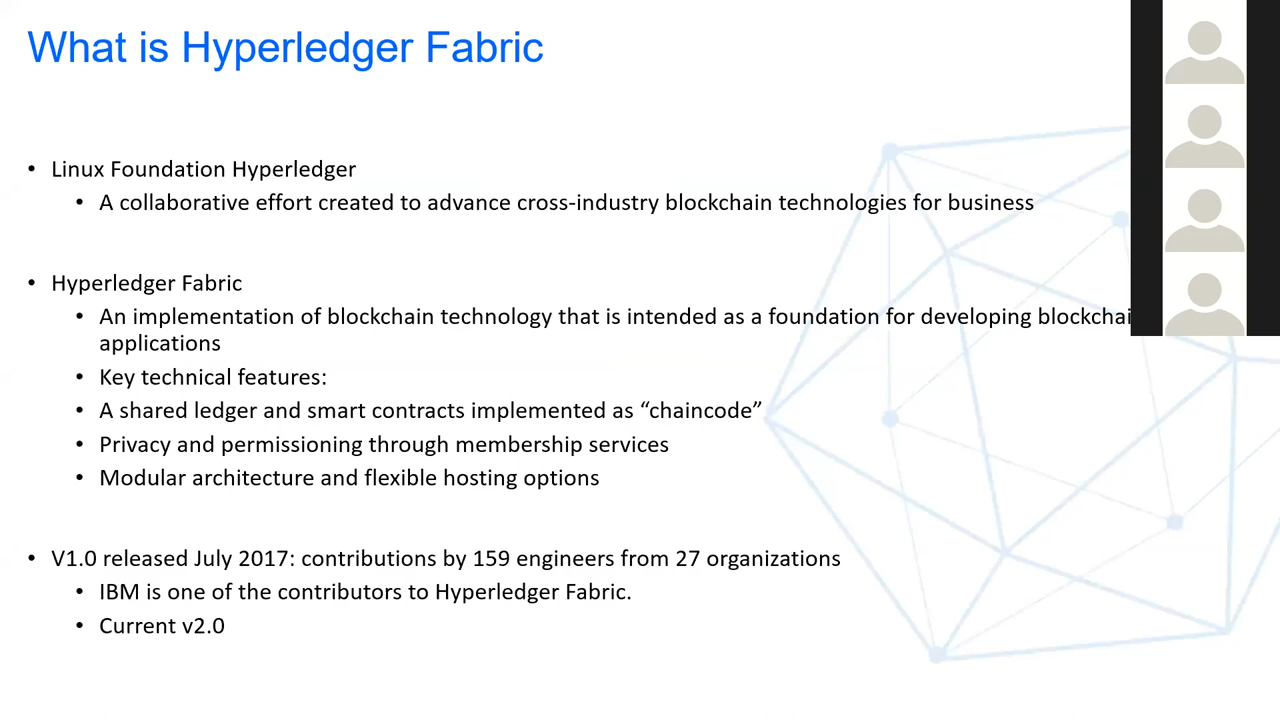 What is Hyperledger Fabric
• Linux Foundation Hyperledger
• A collaborative effort created to advance cross-industry blockchain technologies for business
• Hyperledger Fabric
• An implementation of blockchain technology that is intended as a foundation for developing
applications
• Key technical features:
• A shared ledger and smart contracts implemented as “chaincode”
• Privacy and permissioning through membership services
• Modular architecture and flexible hosting options
• V1.0 released July 2017: contributions by 159 engineers from 27 organizations
• IBM is one of the contributors to Hyperledger Fabric.
• Current v2.0